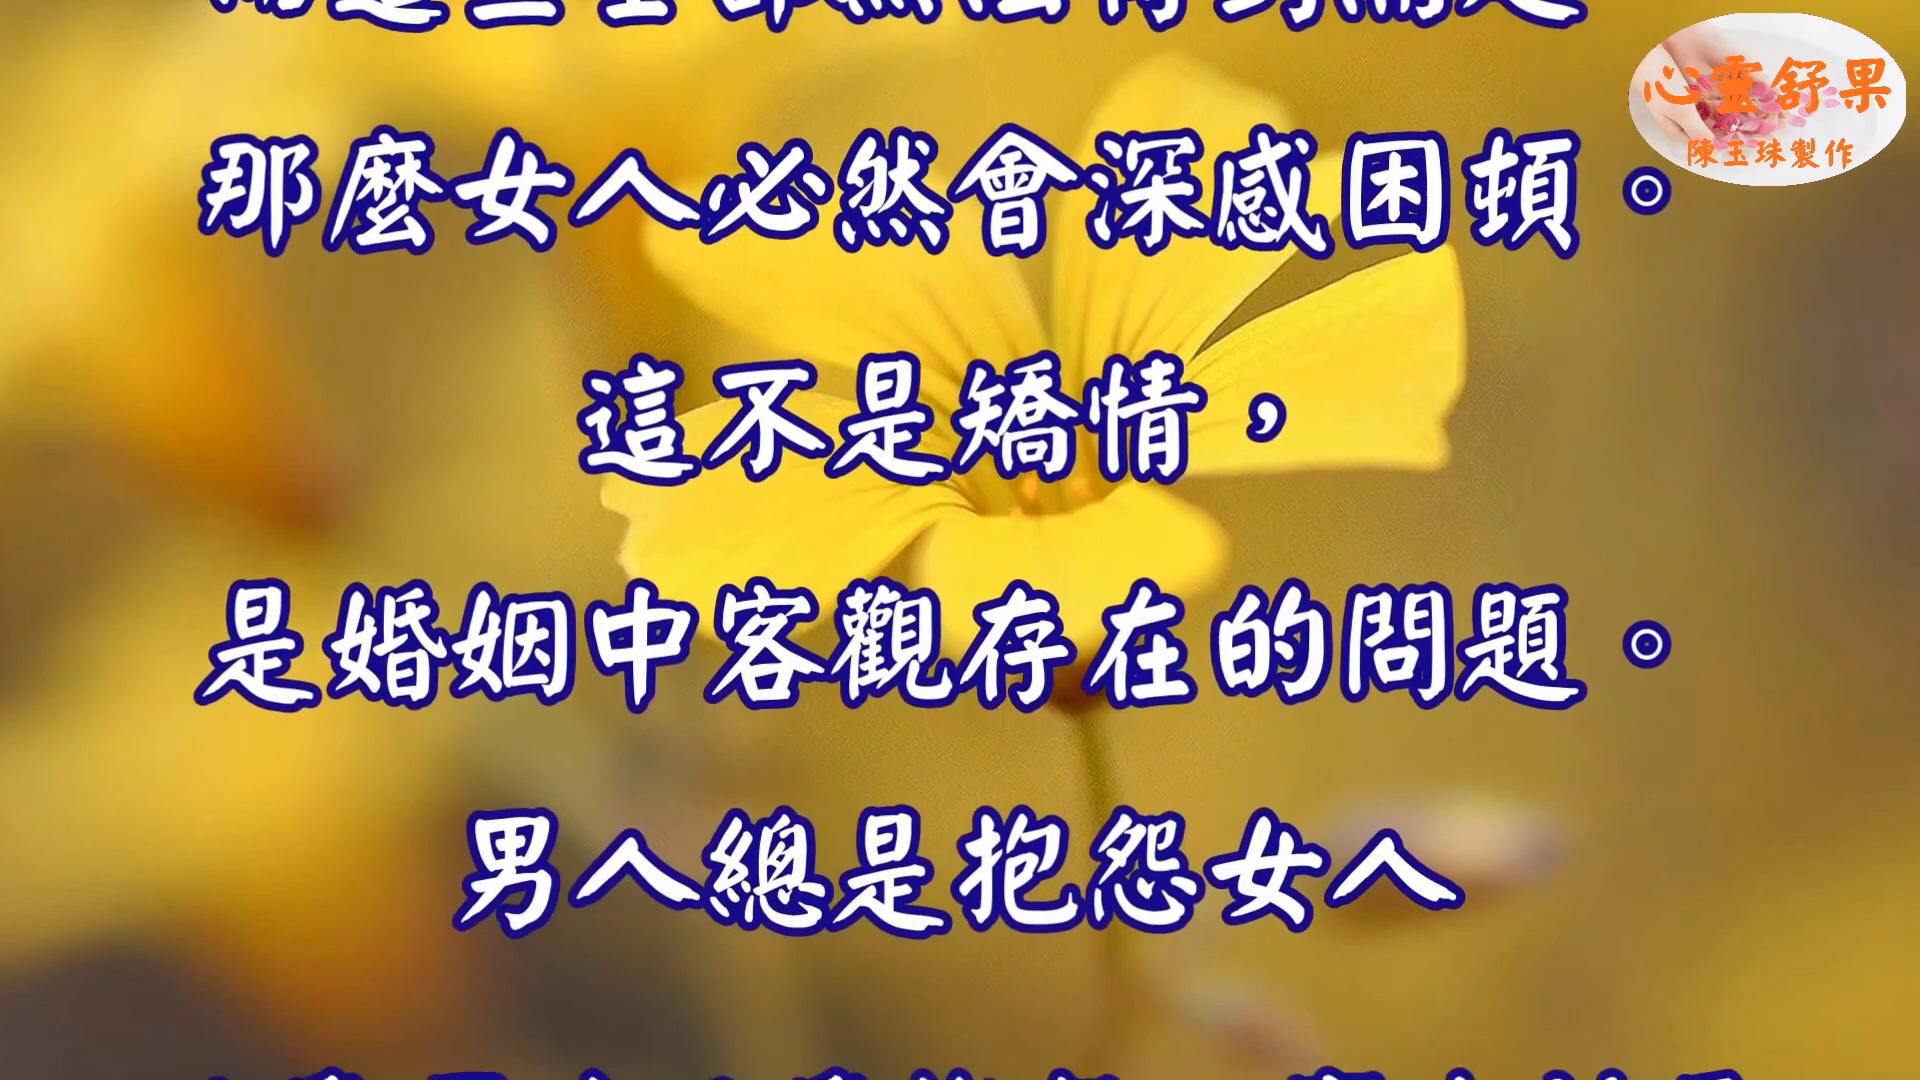 心靈舒果
陳玉珠製作
那麼女人必然會深感困頓。
這不是矯情，
是婚姻中客觀存在的問題。
男人總是抱怨女人